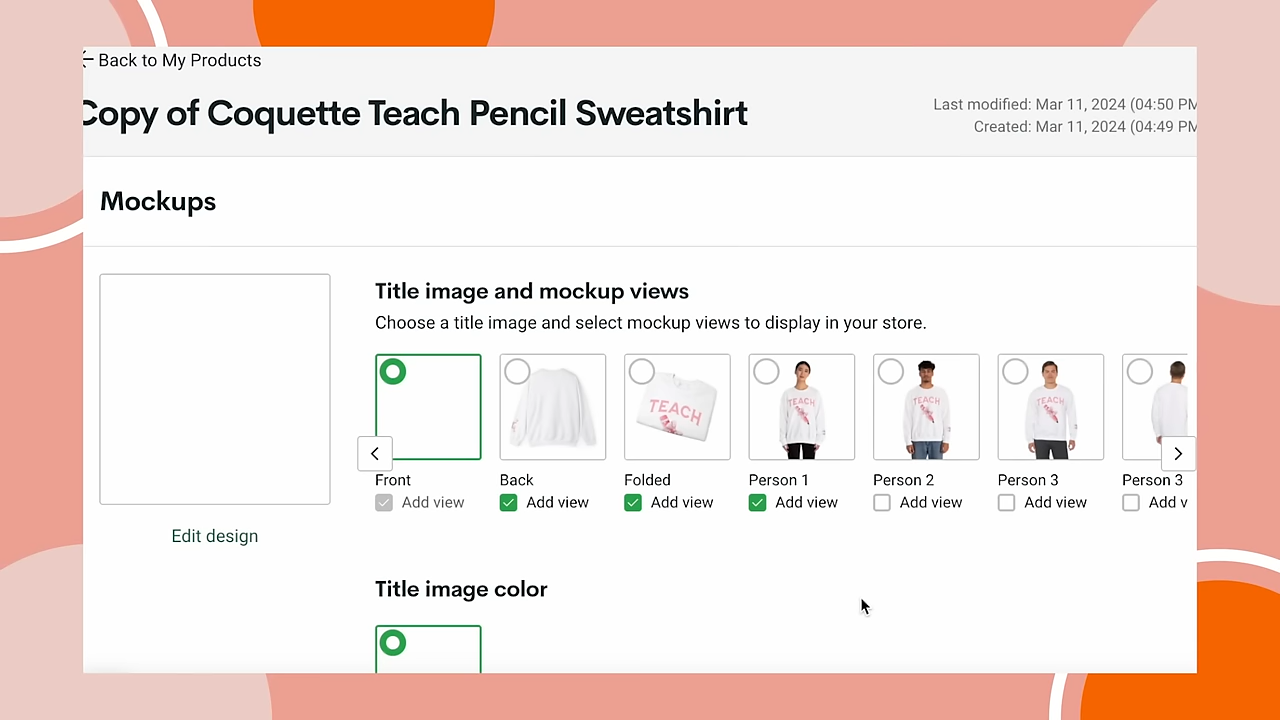 Back to My Products
Copy of Coquette Teach Pencil Sweatshirt
Last modified: Mar 11, 2024 (04:50 PM
Created: Mar 11, 2024 (04:49 PM
Mockups
Title image and mockup views
Choose a title image and select mockup views to display in your store.
TEACH
TEACH
TEACH
TEACH
Front
Back
Folded
Person 1
Person 2
Person 3
Person 3
Add view
Add view
Add view
Add view
Add view
Add view
Add v
Edit design
Title image color